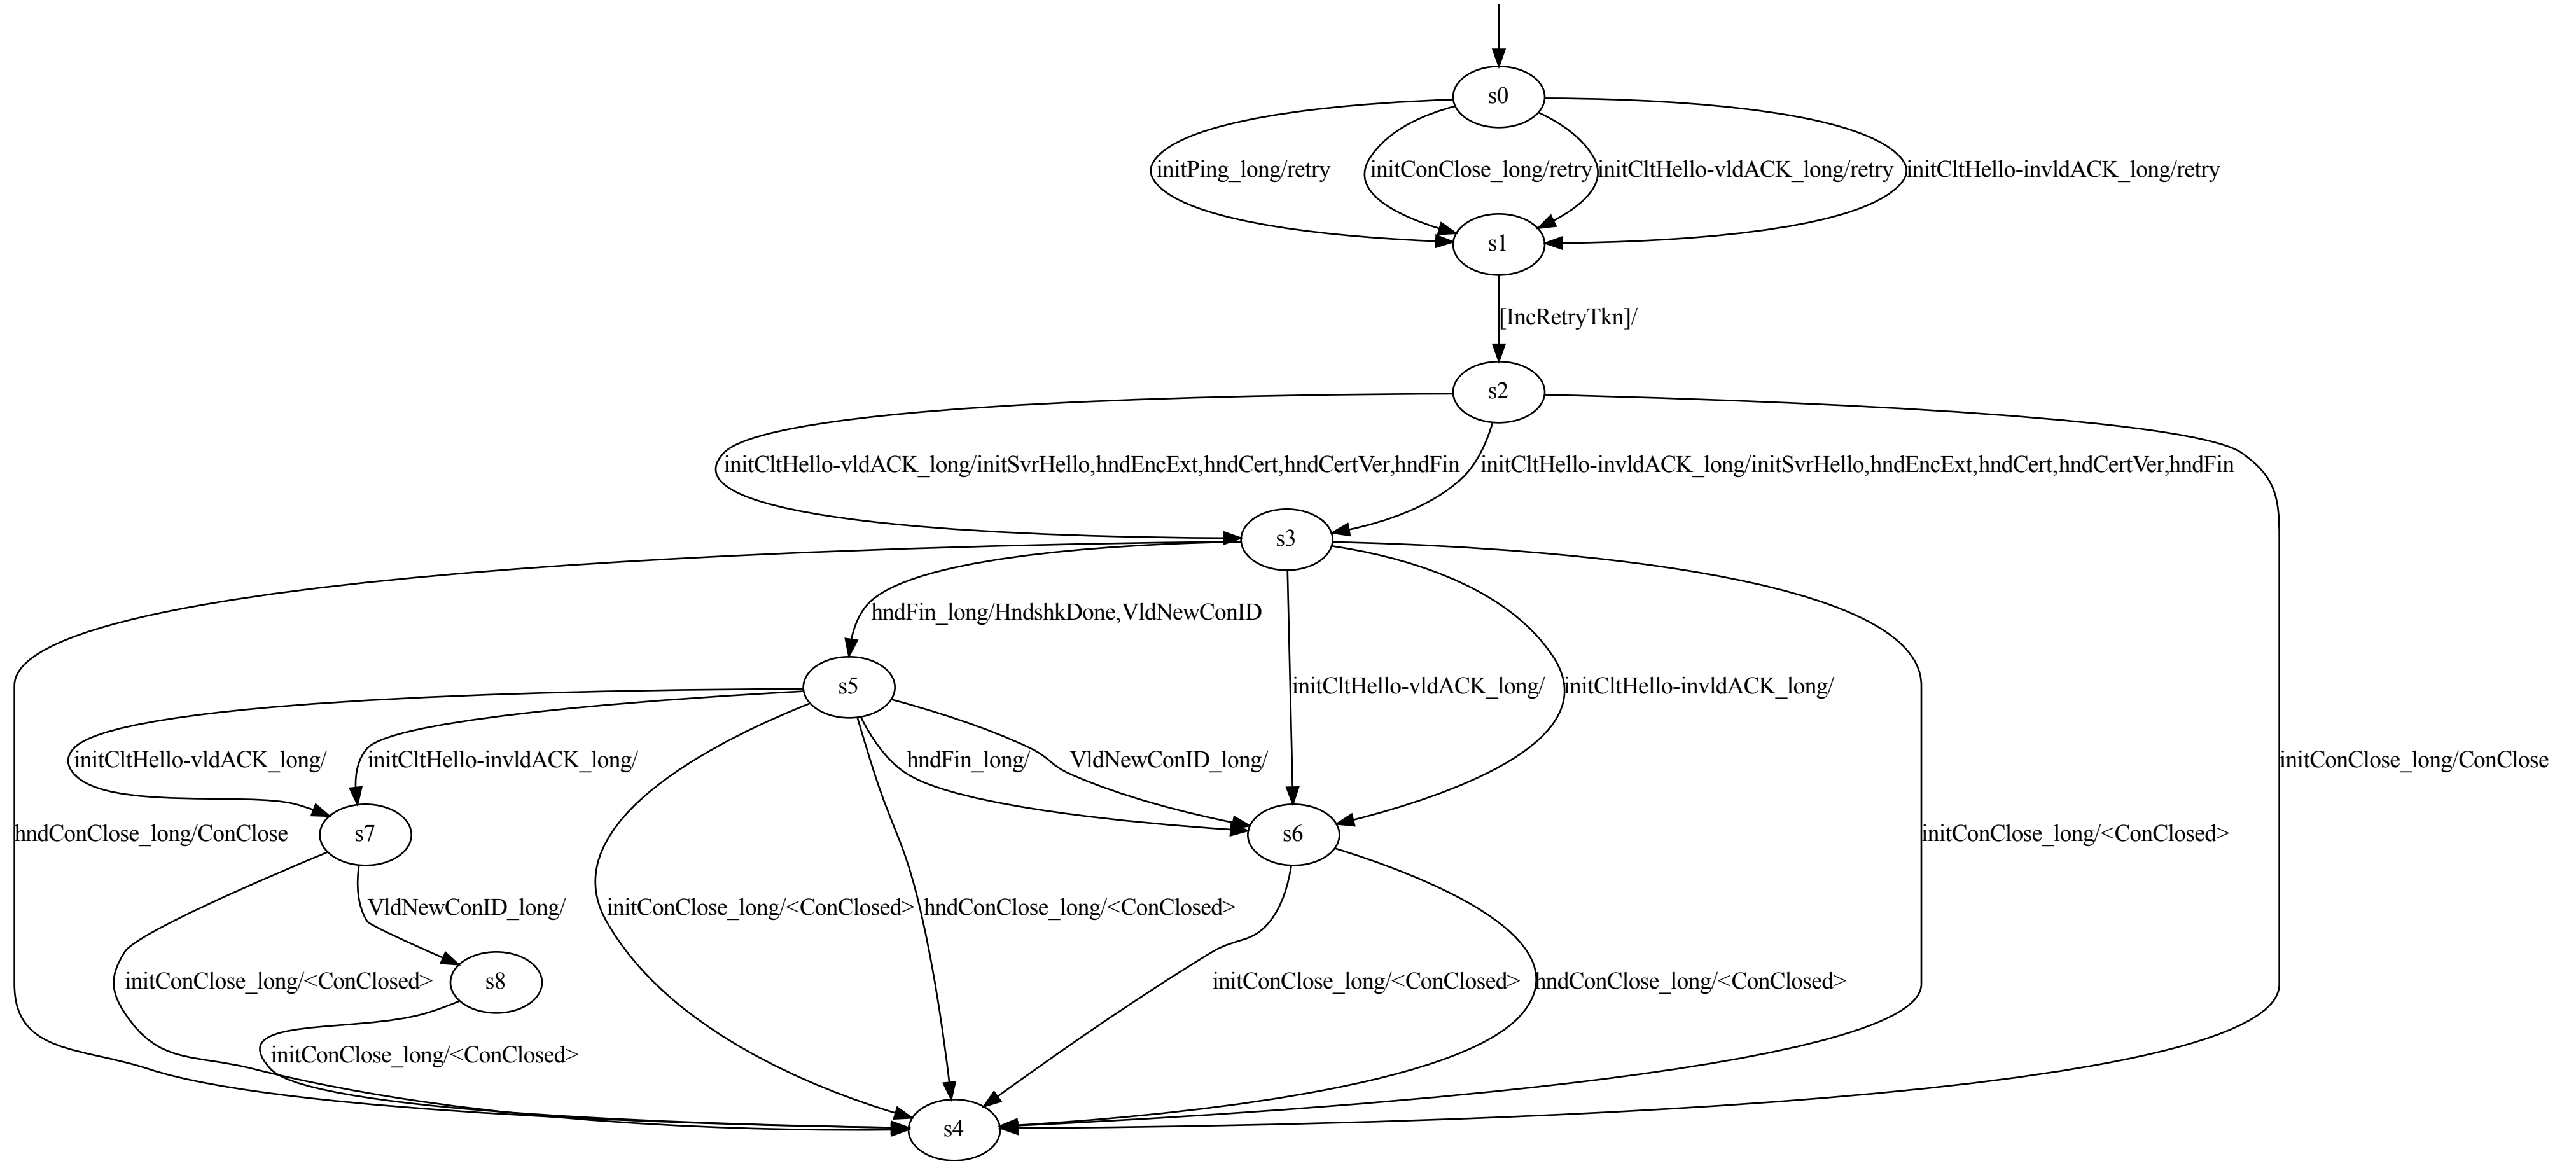 s0
initPing_long/retry
initConClose_long/retry
initCltHello-vldACK_long/retry
initCltHello-invldACK_long/retry
s1
[IncRetryTkn]/
s2
initCltHello-vldACK_long/initSvrHello,hndEncExt,hndCert,hndCertVer,hndFin
initCltHello-invldACK_long/initSvrHello,hndEncExt,hndCert,hndCertVer,hndFin
s3
hndFin_long/HndshkDone,VldNewConID
s5
initCltHello-vldACK_long/
initCltHello-invldACK_long/
initCltHello-vldACK_long/
initCltHello-invldACK_long/
hndFin_long/
VldNewConID_long/
initConClose_long/ConClose
hndConClose_long/ConClose
s7
s6
initConClose_long/<ConClosed>
VldNewConID_long/
initConClose_long/<ConClosed>
hndConClose_long/<ConClosed>
initConClose_long/<ConClosed>
s8
initConClose_long/<ConClosed>
hndConClose_long/<ConClosed>
initConClose_long/<ConClosed>
s4